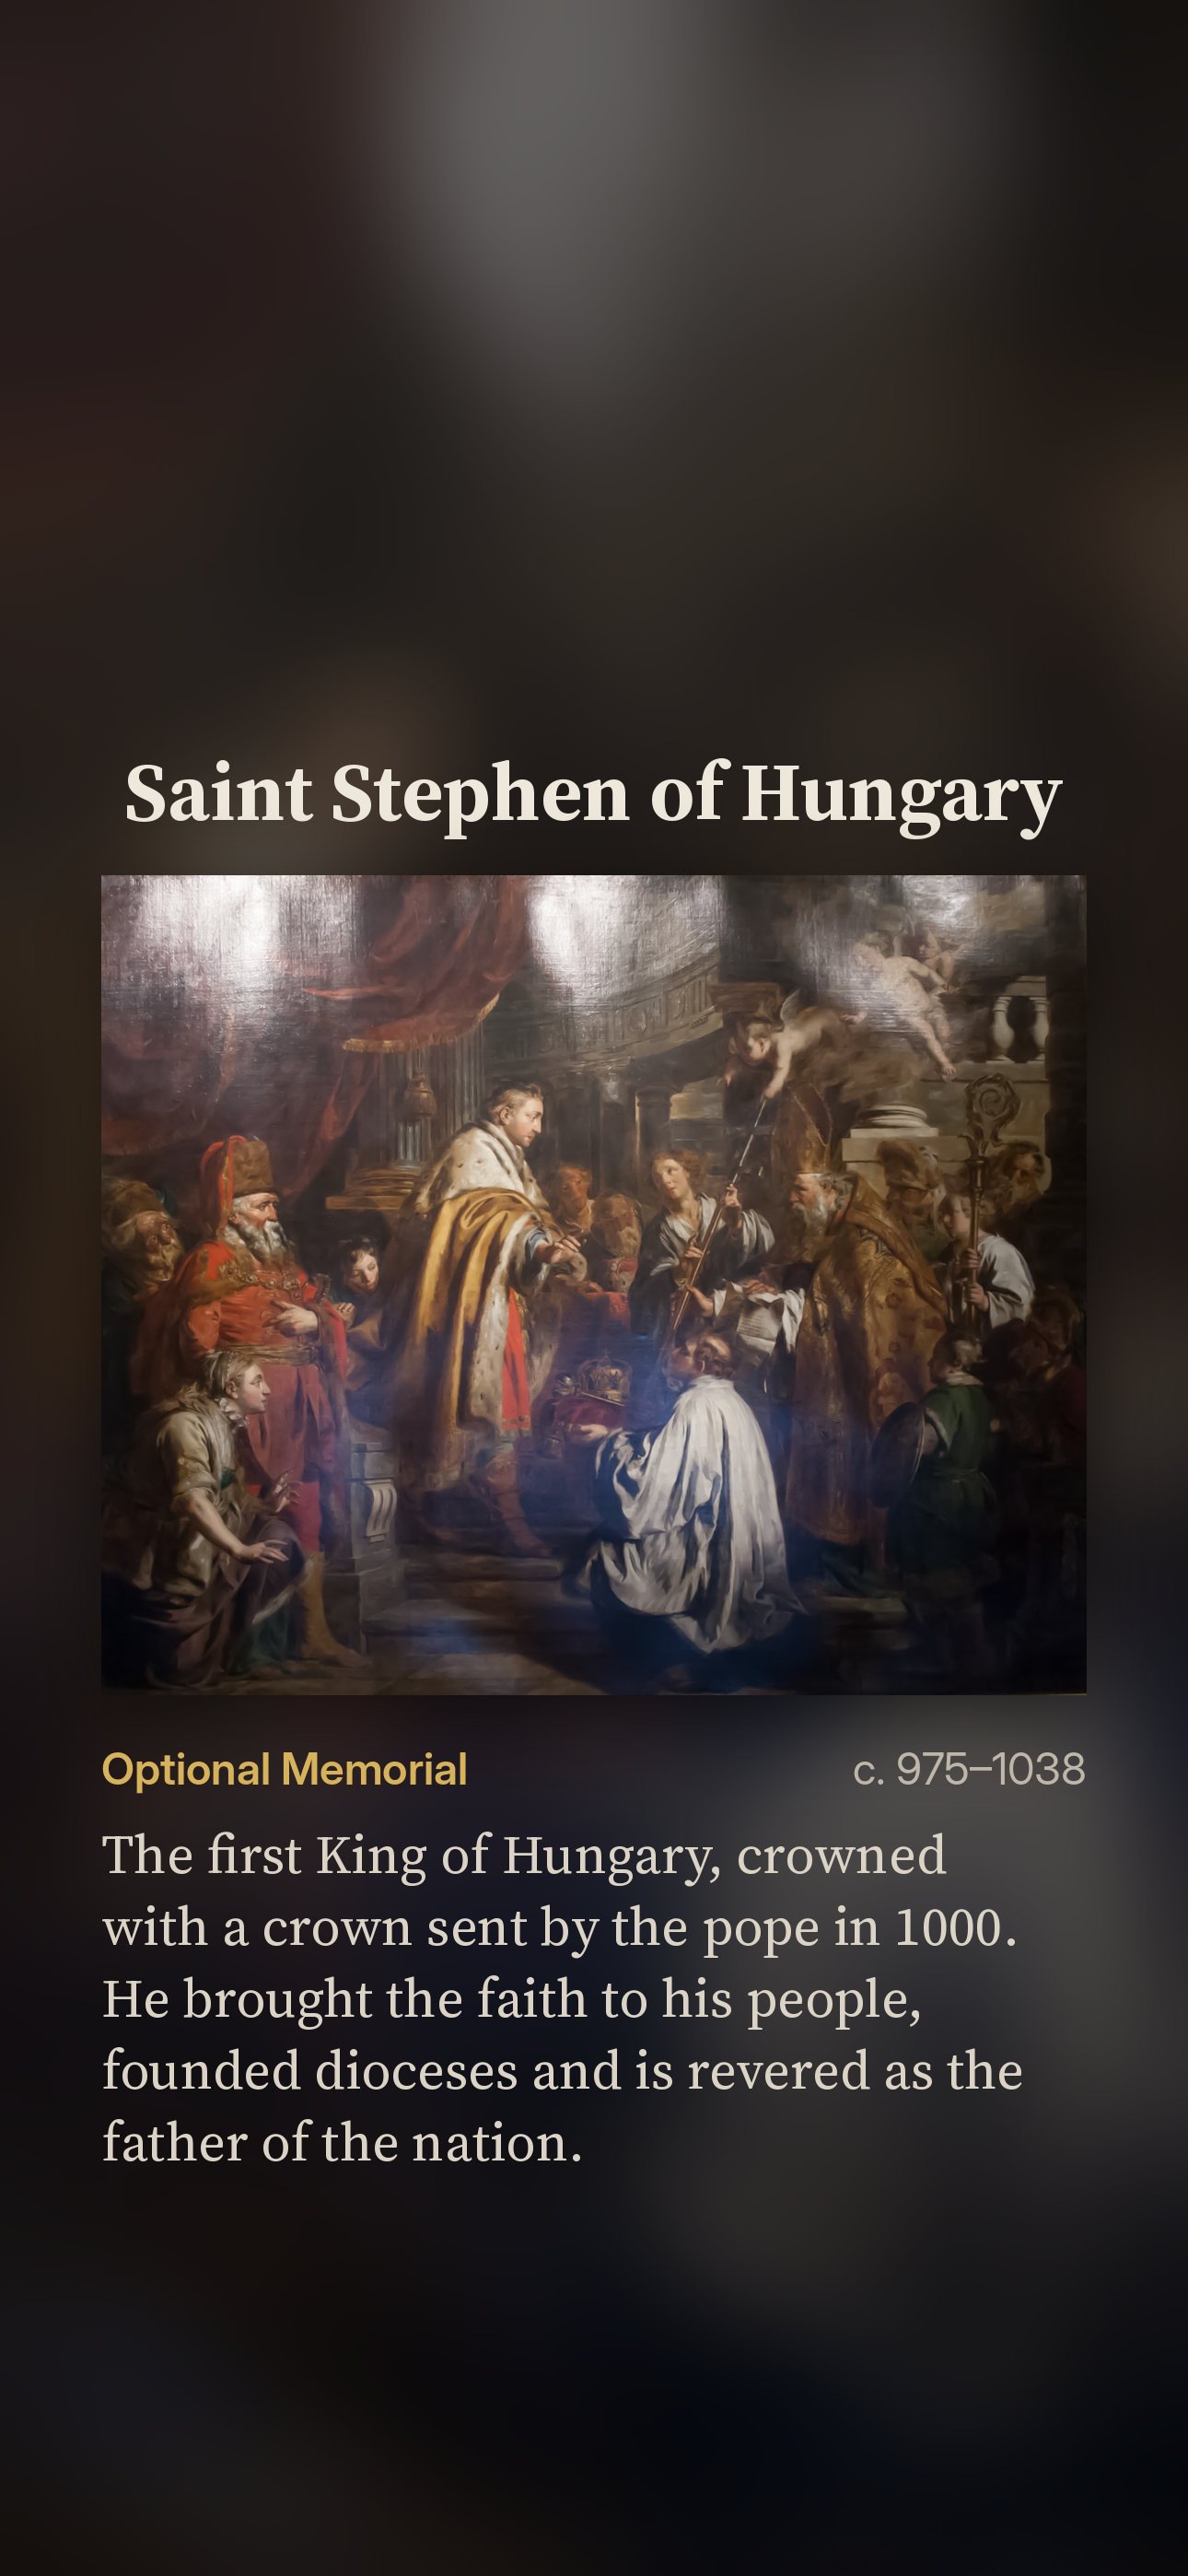 Saint Stephen of Hungary
Optional Memorial
c. 975–1038
The first King of Hungary, crowned
with a crown sent by the pope in 1000.
He brought the faith to his people,
founded dioceses and is revered as the
father of the nation.